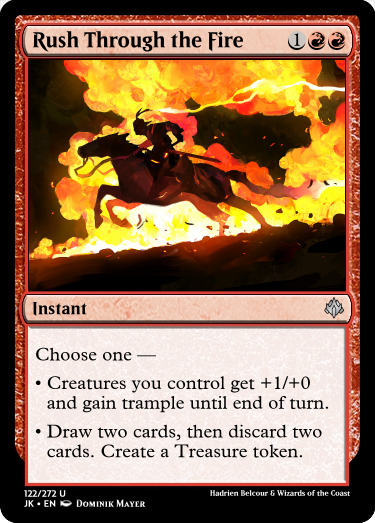 Rush Through the Fire 1RR
Instant
Choose one —
• Creatures you control get +1/+0
and gain trample until end of turn.
• Draw two cards, then discard two
cards. Create a Treasure token.
122/272 U
JK • EN Dominik Mayer
Hadrien Belcour & Wizards of the Coast